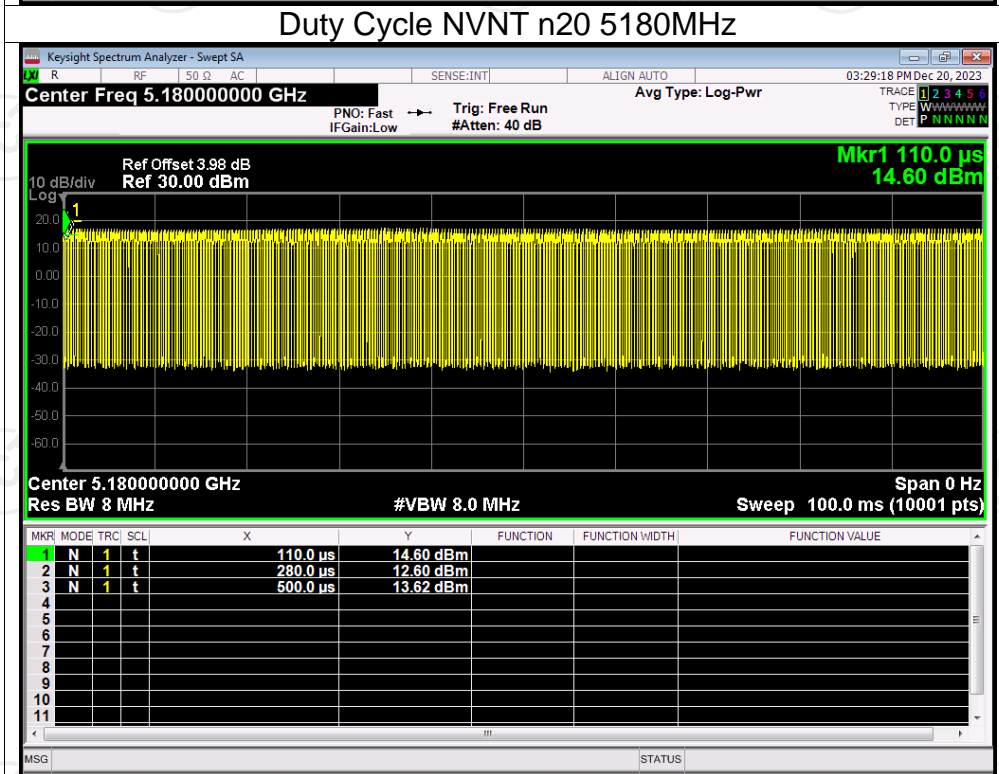 Duty Cycle NVNT n20 5180MHz
Keysight Spectrum Analyzer - Swept SA
LXI R RF 50 Ω AC SENSE:INT ALIGN AUTO 03:29:18 PM Dec 20, 2023
Center Freq 5.180000000 GHz Avg Type: Log-Pwr TRACE 1 2 3 4 5 6
PNO: Fast Trig: Free Run TYPE W
IFGain:Low #Atten: 40 dB DET P N N N N N
Mkr1 110.0 µs
Ref Offset 3.98 dB
10 dB/div Ref 30.00 dBm 14.60 dBm
Log
1
20.0
10.0
0.00
-10.0
-20.0
-30.0
-40.0
-50.0
-60.0
Center 5.180000000 GHz Span 0 Hz
Res BW 8 MHz #VBW 8.0 MHz Sweep 100.0 ms (10001 pts)
MKR MODE TRC SCL X Y FUNCTION FUNCTION WIDTH FUNCTION VALUE
1 N 1 t 110.0 µs 14.60 dBm
2 N 1 t 280.0 µs 12.60 dBm
3 N 1 t 500.0 µs 13.62 dBm
4
5
6
7
8
9
10
11
MSG STATUS